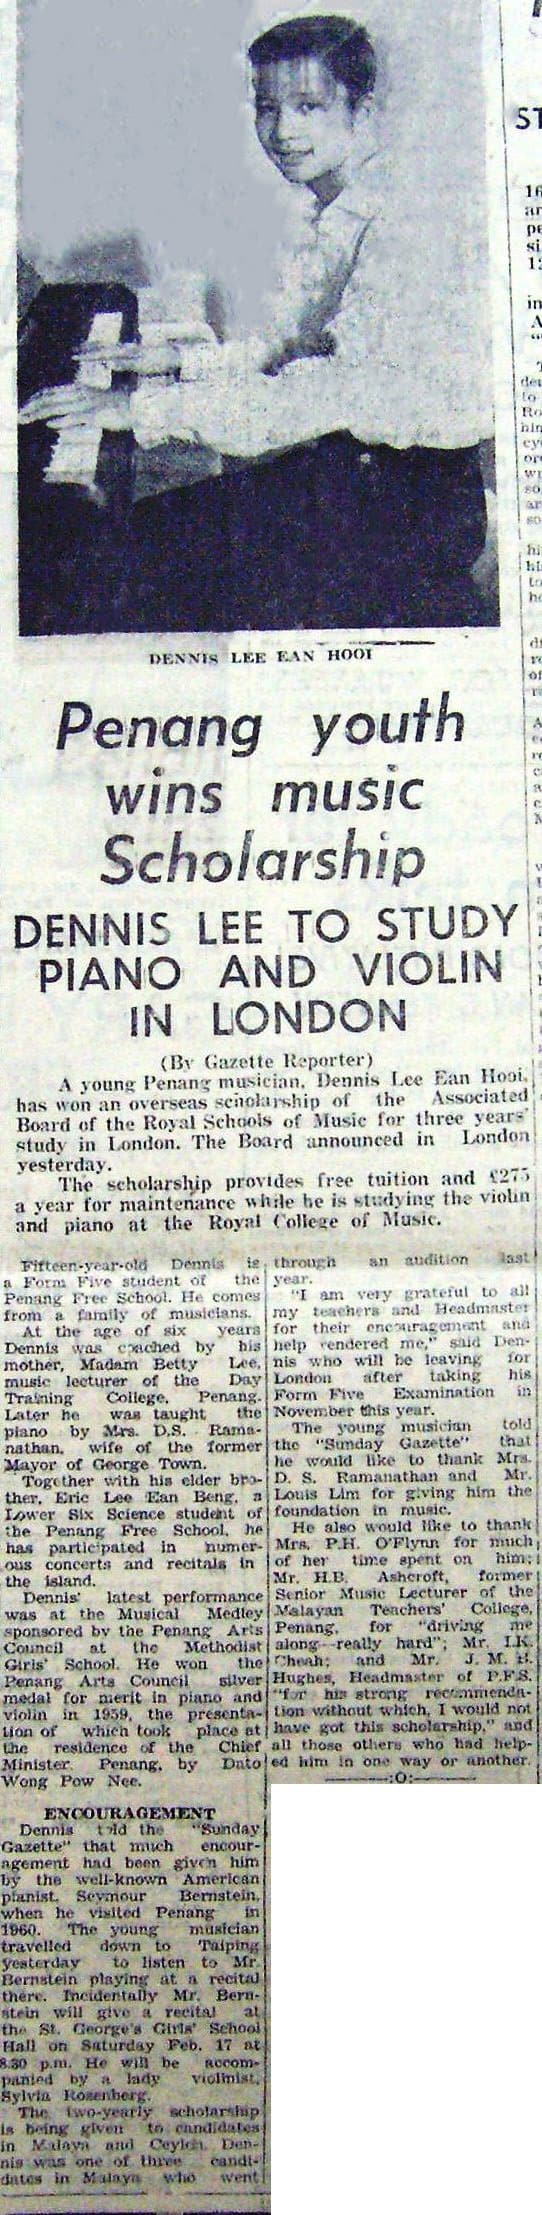 DENNIS LEE EAN HOOI
Penang youth
wins music
Scholarship
DENNIS LEE TO STUDY
PIANO AND VIOLIN
IN LONDON
(By Gazette Reporter)
A young Penang musician, Dennis Lee Ean Hooi,
has won an overseas scholarship of the Associated
Board of the Royal Schools of Music for three years'
study in London. The Board announced in London
yesterday.
The scholarship provides free tuition and £275
a year for maintenance while he is studying the violin
and piano at the Royal College of Music.
Fifteen-year-old Dennis is
a Form Five student of the
Penang Free School. He comes
from a family of musicians.
At the age of six years
Dennis was coached by his
mother, Madam Betty Lee,
music lecturer of the Day
Training College, Penang.
Later he was taught the
piano by Mrs. D.S. Rama-
nathan, wife of the former
Mayor of George Town.
Together with his elder bro-
ther, Eric Lee Ean Beng, a
Lower Six Science student of
the Penang Free School, he
has participated in numer-
ous concerts and recitals in
the island.
Dennis' latest performance
was at the Musical Medley
sponsored by the Penang Arts
Council at the Methodist
Girls' School. He won the
Penang Arts Council silver
medal for merit in piano and
violin in 1959, the presenta-
tion of which took place at
the residence of the Chief
Minister, Penang, by Dato
Wong Pow Nee.
ENCOURAGEMENT
Dennis told the "Sunday
Gazette" that much encour-
agement had been given him
by the well-known American
pianist, Seymour Bernstein,
when he visited Penang in
1960. The young musician
travelled down to Taiping
yesterday to listen to Mr.
Bernstein playing at a recital
there. Incidentally Mr. Bern-
stein will give a recital at
the St. George's Girls' School
Hall on Saturday Feb. 17 at
8.30 p.m. He will be accom-
panied by a lady violinist,
Sylvia Rosenberg.
The two-yearly scholarship
is being given to candidates
in Malaya and Ceylon. Den-
nis was one of three candi-
dates in Malaya who went
through an audition last
year.
"I am very grateful to all
my teachers and Headmaster
for their encouragement and
help rendered me," said Den-
nis who will be leaving for
London after taking his
Form Five Examination in
November this year.
The young musician told
the "Sunday Gazette" that
he would like to thank Mrs.
D. S. Ramanathan and Mr.
Louis Lim for giving him the
foundation in music.
He also would like to thank
Mrs. P.H. O'Flynn for much
of her time spent on him;
Mr. H.B. Ashcroft, former
Senior Music Lecturer of the
Malayan Teachers' College,
Penang, for "driving me
along—really hard"; Mr. I.K.
Cheah; and Mr. J. M. B.
Hughes, Headmaster of P.F.S.
"for his strong recommenda-
tion without which, I would not
have got this scholarship," and
all those others who had help-
ed him in one way or another.
——:O:——